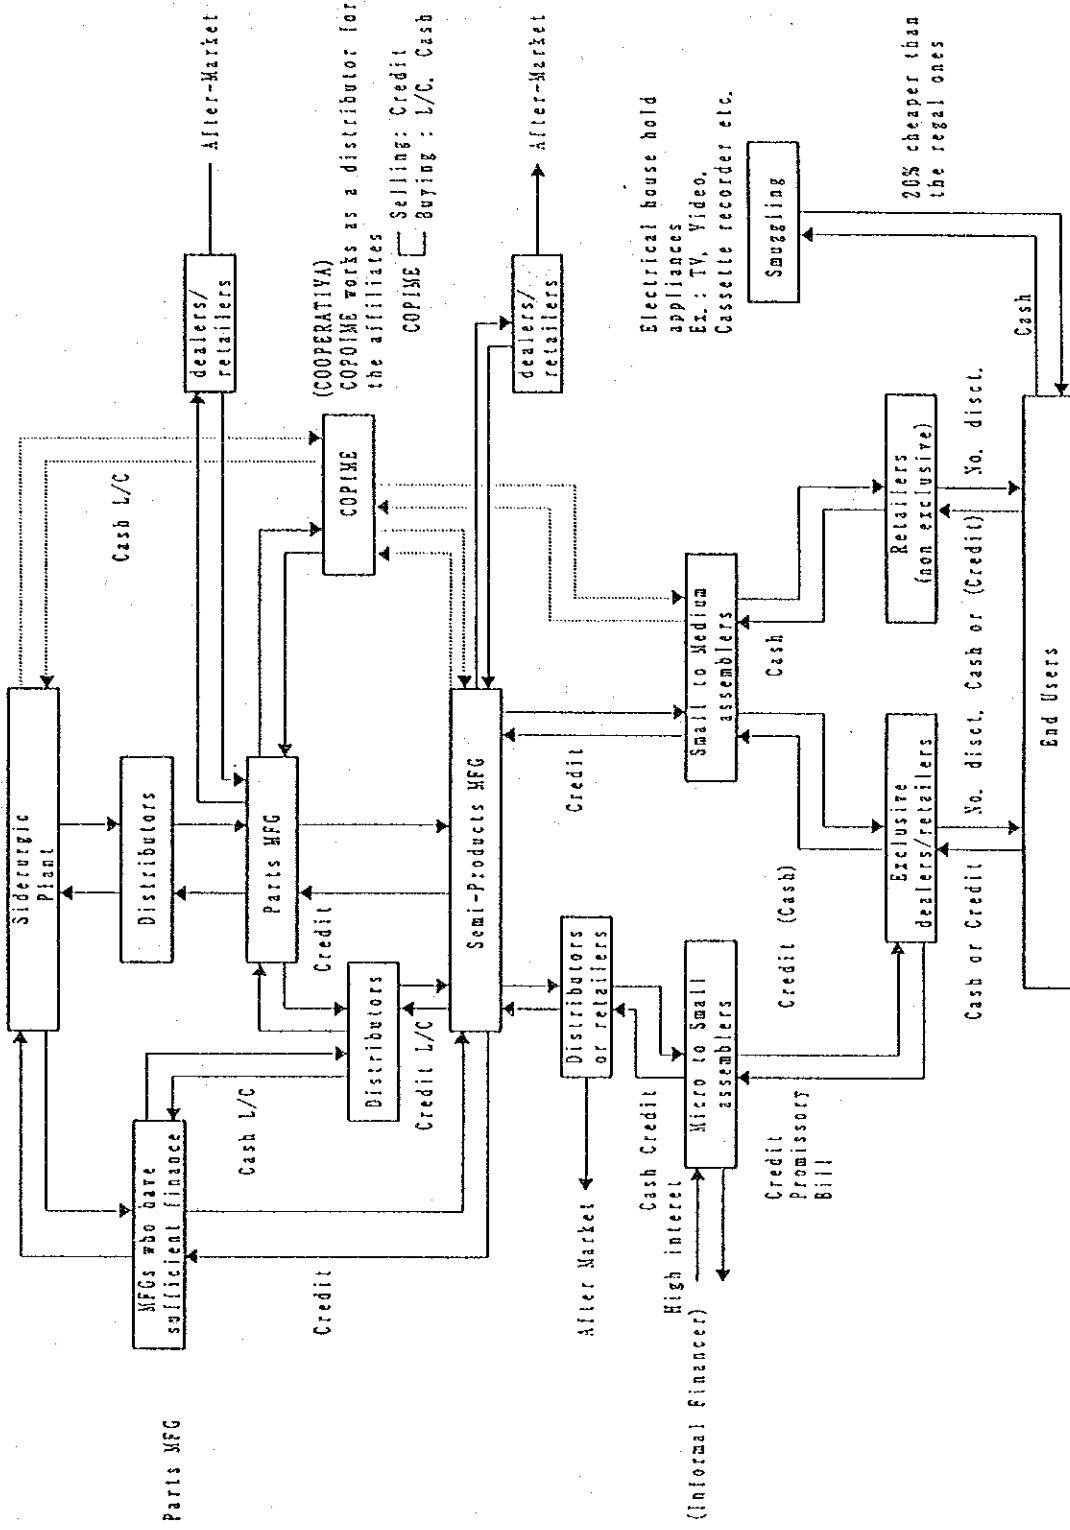 Parts MFG
Siderurgic
Plant
MFGs who have
sufficient finance
Distributors
Cash L/C
dealers/
retailers
After-Market
Cash L/C
Parts MFG
Credit
Credit
Distributors
Credit L/C
COPIME
(COOPERATIVA)
COPOIME works as a distributor for
the affiliates
COPIME Selling: Credit
Buying : L/C. Cash
Semi-Products MFG
dealers/
retailers
After-Market
After Market
Distributors
or retailers
Credit
Cash Credit
High interet
(Informal Financer)
Micro to Small
assemblers
Small to Medium
assemblers
Electrical house hold
appliances
Ex.: TV, Video,
Cassette recorder etc.
Smuggling
Credit
Promissory
Bill
Credit (Cash)
Cash
Exclusive
dealers/retailers
Retailers
(non exclusive)
20% cheaper than
the regal ones
Cash or Credit
No. disct. Cash or (Credit)
No. disct.
Cash
End Users